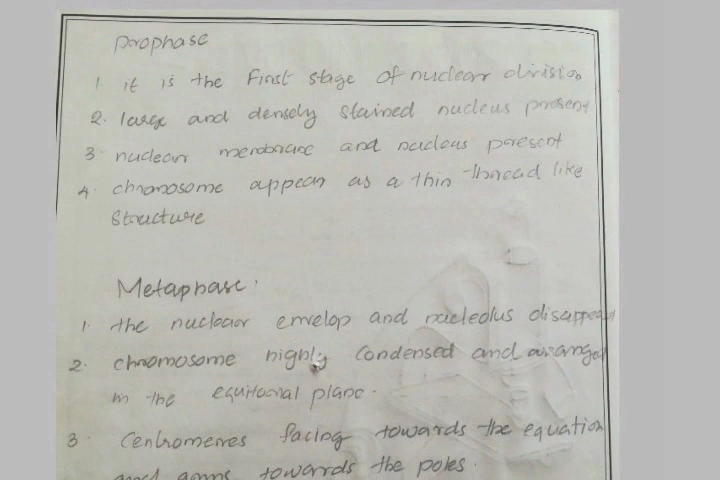 prophase
1. it is the First stage of nuclear division
2. large and densely stained nucleus present
3. nuclear membrane and nucleus present
4. chromosome appear as a thin thread like
structure
Metaphase.
1. the nuclear envelop and nucleolus disappear
2. chromosome highly condensed and arranged
in the equitorial plane.
3. Centromeres facing towards the equation
and arms towards the poles.